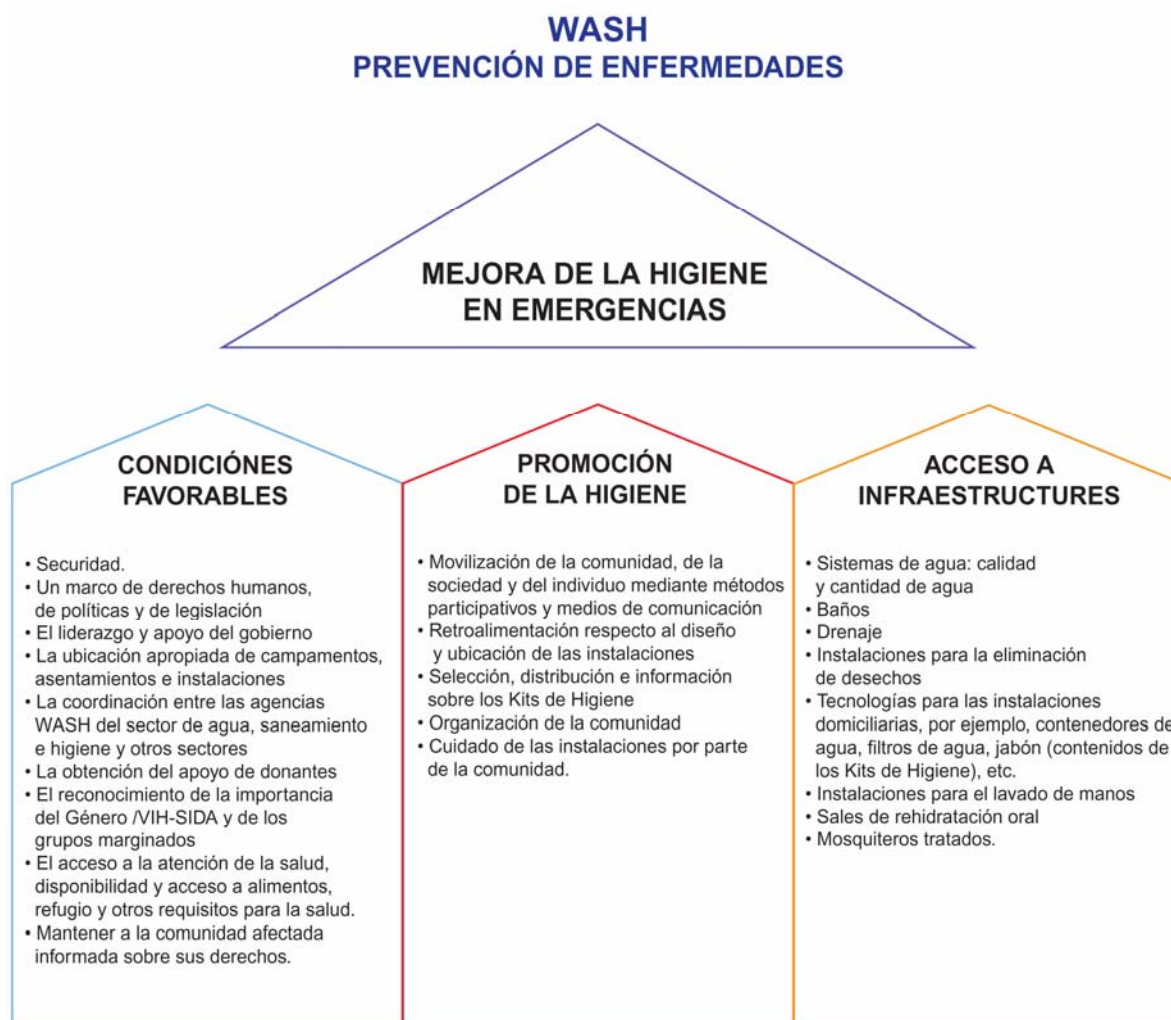 WASH
PREVENCIÓN DE ENFERMEDADES
MEJORA DE LA HIGIENE
EN EMERGENCIAS
CONDICIÓNES
FAVORABLES
• Securidad.
• Un marco de derechos humanos,
de políticas y de legislación
• El liderazgo y apoyo del gobierno
• La ubicación apropiada de campamentos,
asentamientos e instalaciones
• La coordinación entre las agencias
WASH del sector de agua, saneamiento
e higiene y otros sectores
• La obtención del apoyo de donantes
• El reconocimiento de la importancia
del Género /VIH-SIDA y de los
grupos marginados
• El acceso a la atención de la salud,
disponibilidad y acceso a alimentos,
refugio y otros requisitos para la salud.
• Mantener a la comunidad afectada
informada sobre sus derechos.
PROMOCIÓN
DE LA HIGIENE
• Movilización de la comunidad, de la
sociedad y del individuo mediante métodos
participativos y medios de comunicación
• Retroalimentación respecto al diseño
y ubicación de las instalaciones
• Selección, distribución e información
sobre los Kits de Higiene
• Organización de la comunidad
• Cuidado de las instalaciones por parte
de la comunidad.
ACCESO A
INFRAESTRUCTURES
• Sistemas de agua: calidad
y cantidad de agua
• Baños
• Drenaje
• Instalaciones para la eliminación
de desechos
• Tecnologías para las instalaciones
domiciliarias, por ejemplo, contenedores de
agua, filtros de agua, jabón (contenidos de
los Kits de Higiene), etc.
• Instalaciones para el lavado de manos
• Sales de rehidratación oral
• Mosquiteros tratados.